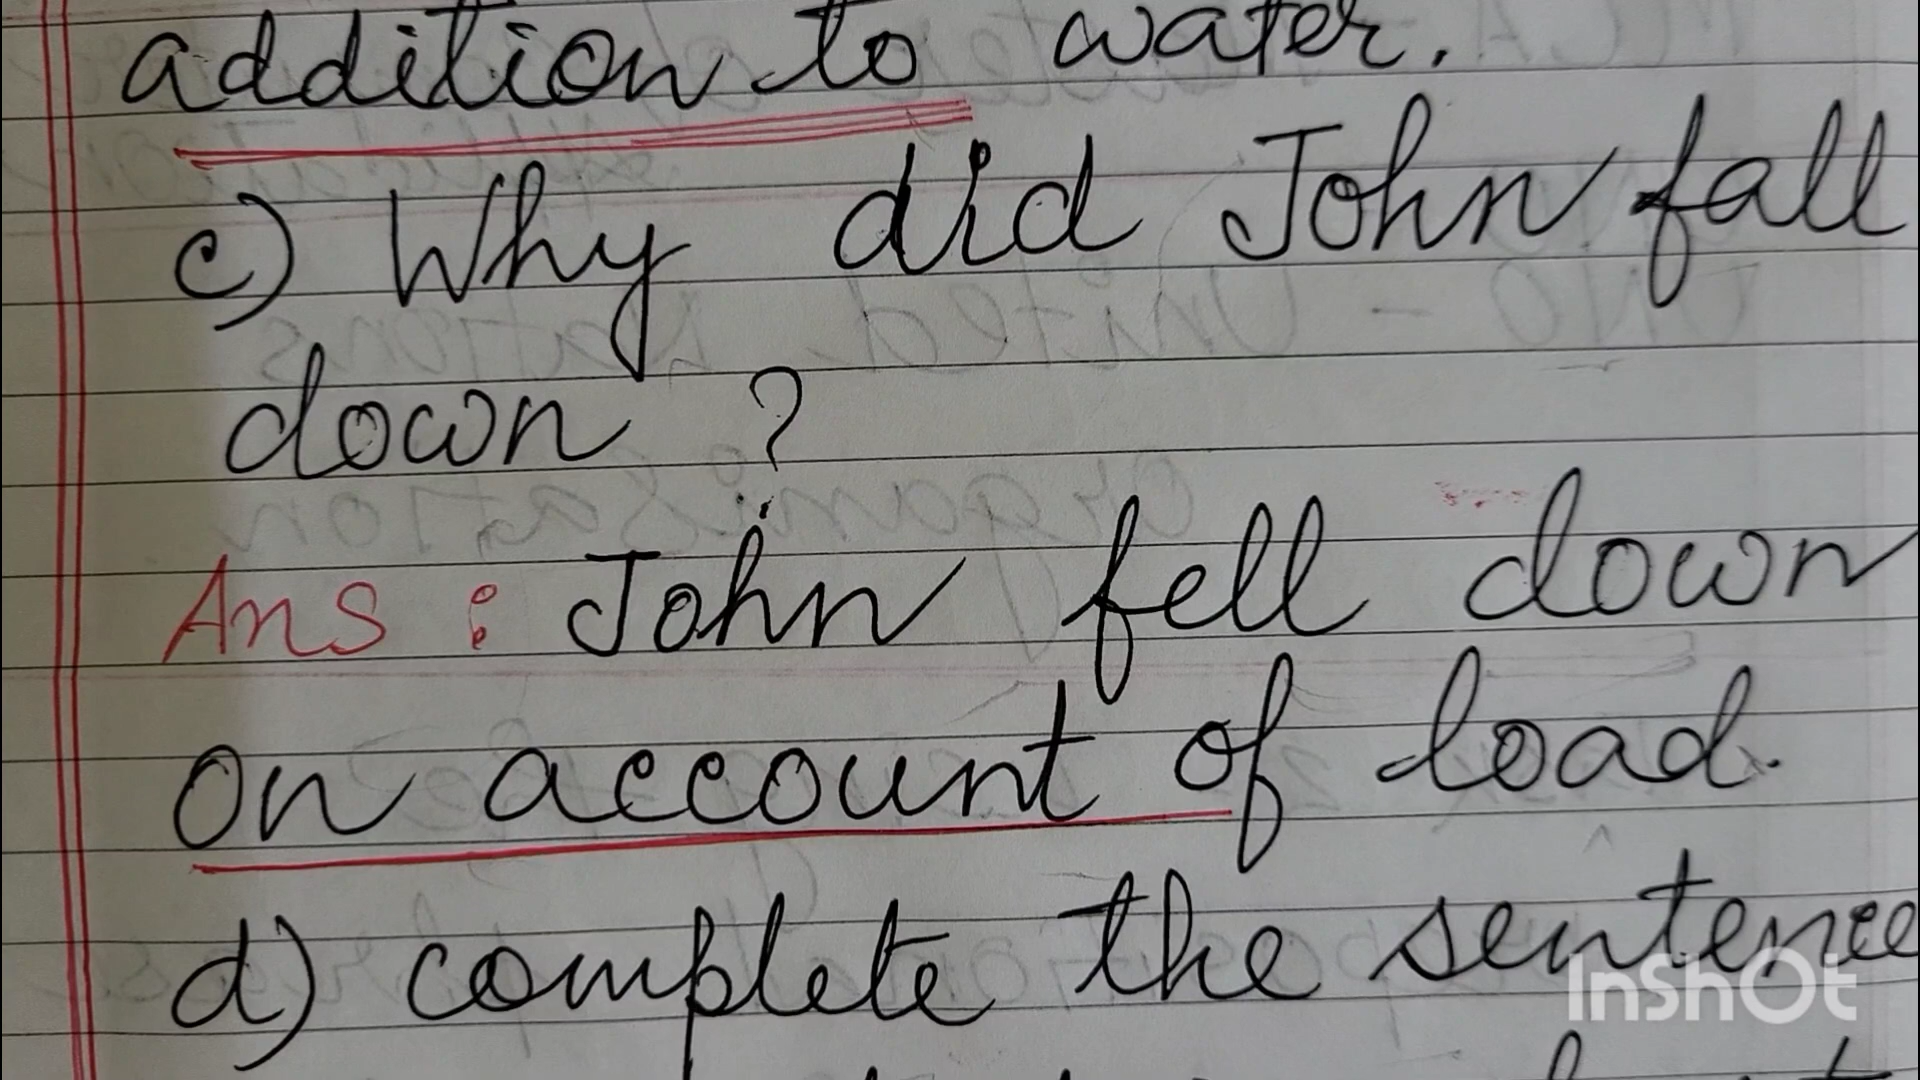 addition to water.
c) Why did John fall
down ?
Ans : John fell down
on account of load.
d) complete the sentence
InShOt